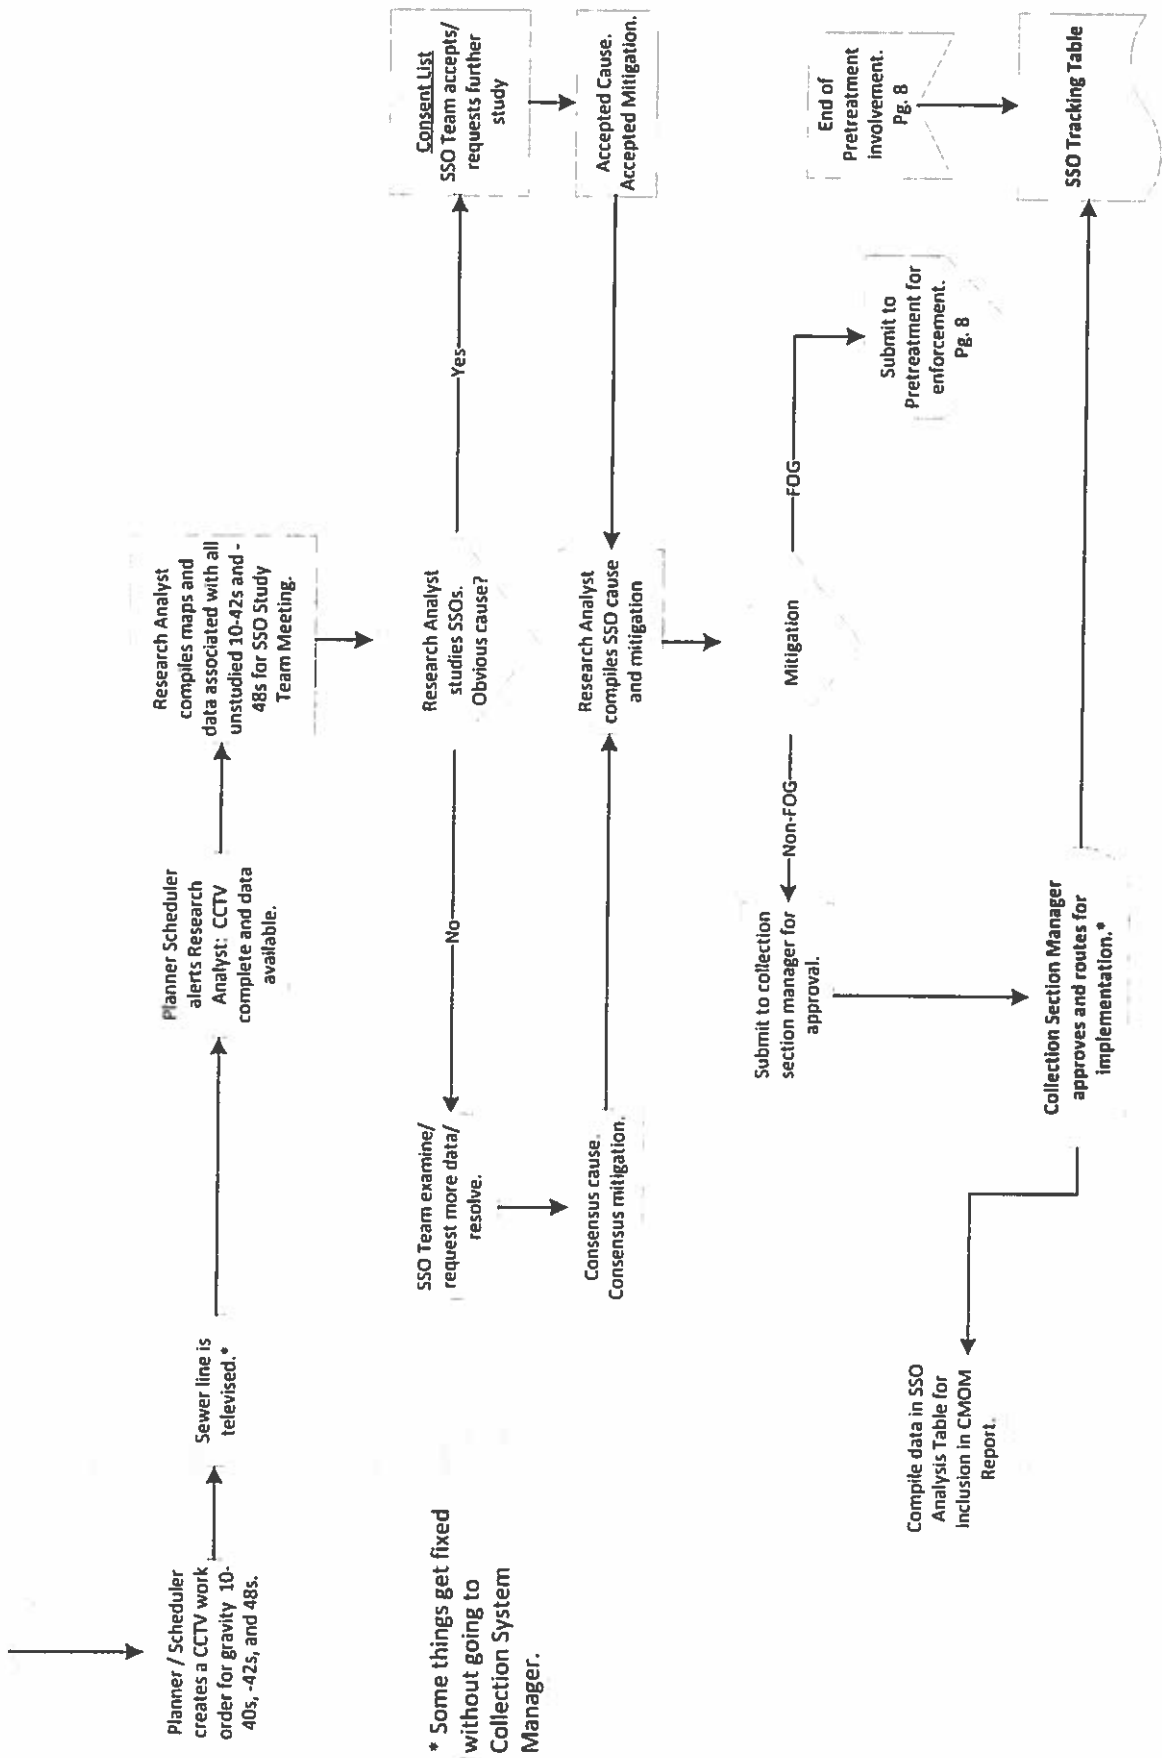 Planner / Scheduler
creates a CCTV work
order for gravity 10-
40s, -42s, and 48s.
Sewer line is
televised.*
Planner Scheduler
alerts Research
Analyst: CCTV
complete and data
available.
Research Analyst
compiles maps and
data associated with all
unstudied 10-42s and -
48s for SSO Study
Team Meeting.
* Some things get fixed
without going to
Collection System
Manager.
SSO Team examine/
request more data/
resolve.
No
Research Analyst
studies SSOs.
Obvious cause?
Yes
Consent List
SSO Team accepts/
requests further
study
Consensus cause.
Consensus mitigation.
Research Analyst
compiles SSO cause
and mitigation
Accepted Cause.
Accepted Mitigation.
Submit to collection
section manager for
approval.
Non-FOG
Mitigation
FOG
Submit to
Pretreatment for
enforcement.
Pg. 8
End of
Pretreatment
involvement.
Pg. 8
Compile data in SSO
Analysis Table for
Inclusion in CMOM
Report.
Collection Section Manager
approves and routes for
implementation.*
SSO Tracking Table